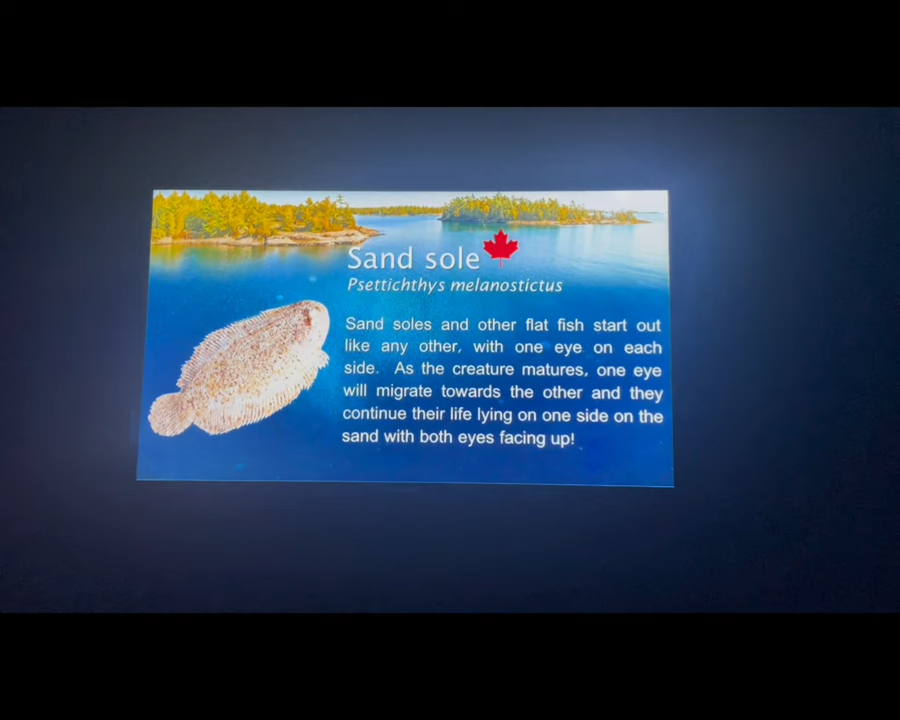 Sand sole
Psettichthys melanostictus
Sand soles and other flat fish start out
like any other, with one eye on each
side. As the creature matures, one eye
will migrate towards the other and they
continue their life lying on one side on the
sand with both eyes facing up!